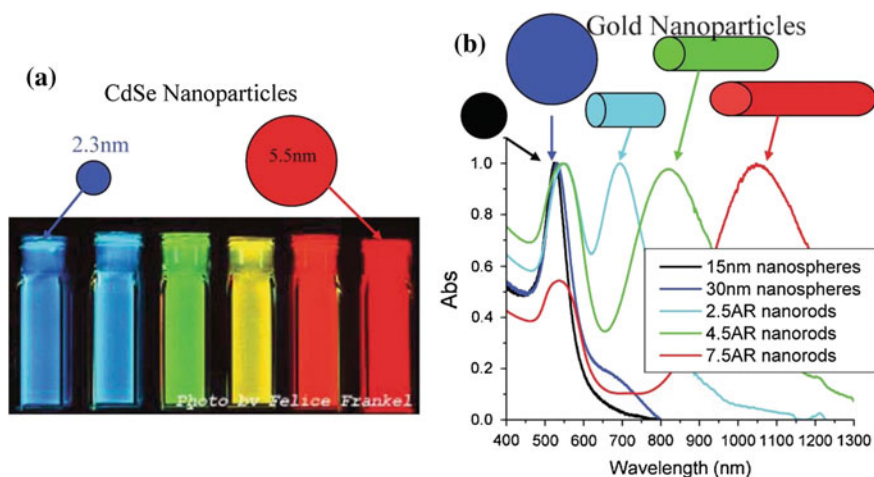 (a)
CdSe Nanoparticles
2.3nm
5.5nm
Photo by Felice Frankel
(b)
Gold Nanoparticles
Abs
1.0
0.8
0.6
0.4
0.2
0.0
15nm nanospheres
30nm nanospheres
2.5AR nanorods
4.5AR nanorods
7.5AR nanorods
400 500 600 700 800 900 1000 1100 1200 1300
Wavelength (nm)